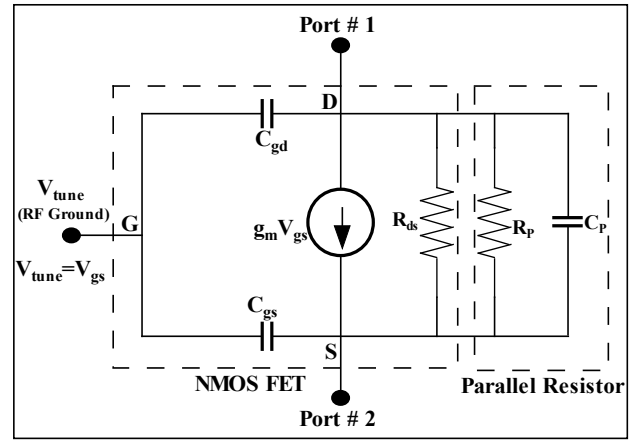 Port # 1
D
C_gd
V_tune
(RF Ground)
G
V_tune=V_gs
g_mV_gs
R_ds
R_P
C_P
C_gs
S
NMOS FET
Parallel Resistor
Port # 2